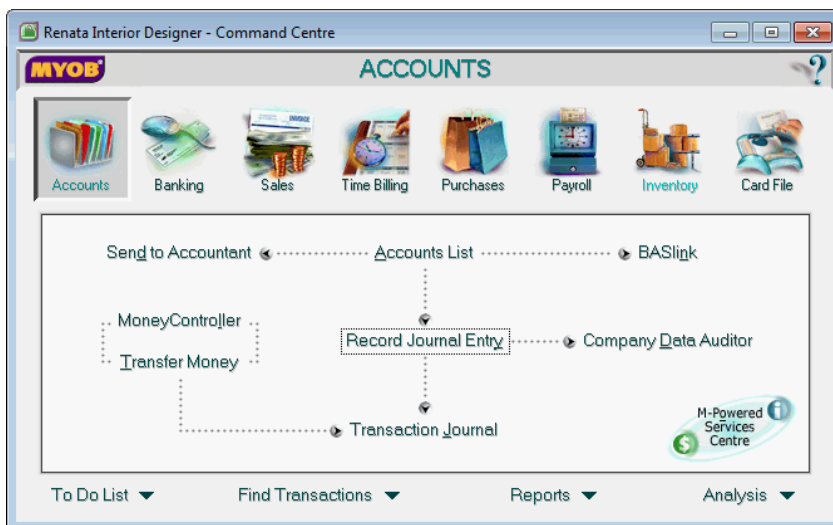 Renata Interior Designer - Command Centre
MYOB
ACCOUNTS
?
Accounts Banking Sales Time Billing Purchases Payroll Inventory Card File
INVOICE
Send to Accountant Accounts List BASlink
MoneyController
Record Journal Entry Company Data Auditor
Transfer Money
Transaction Journal
M-Powered
Services
Centre
To Do List Find Transactions Reports Analysis